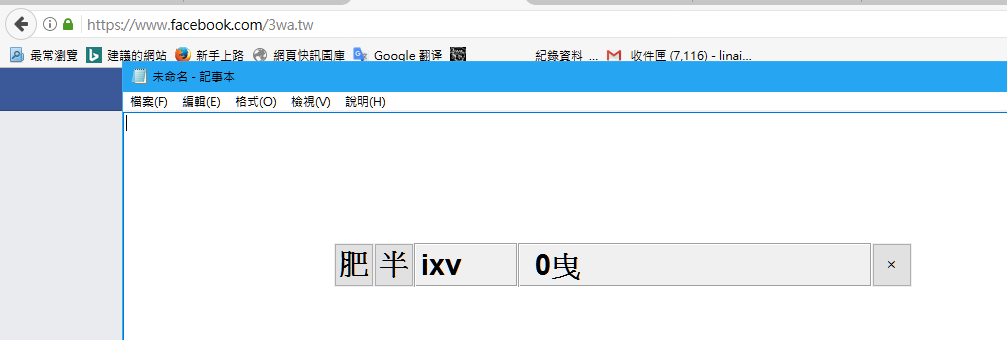 https://www.facebook.com/3wa.tw
最常瀏覽 建議的網站 新手上路 網頁快訊圖庫 Google 翻译 紀錄資料 ... 收件匣 (7,116) - linai...
未命名 - 記事本
檔案(F) 編輯(E) 格式(O) 檢視(V) 說明(H)
肥 半 ixv 0曳 ×